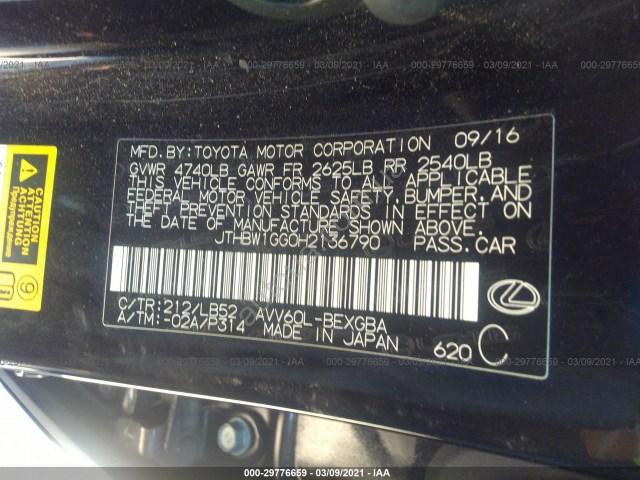 000-29776659 | 03/09/2021 - IAA
MFD.BY:TOYOTA MOTOR CORPORATION 09/16
GVWR 4740LB GAWR FR 2625LB RR 2540LB
THIS VEHICLE CONFORMS TO ALL APPLICABLE
FEDERAL MOTOR VEHICLE SAFETY,BUMPER,AND
THEFT PREVENTION STANDARDS IN EFFECT ON
THE DATE OF MANUFACTURE SHOWN ABOVE.
JTHBW1GG0H2136790 PASS.CAR
C/TR:212/LB52 AVV60L-BEXGBA
A/TM:-02A/P314 MADE IN JAPAN
620 C
9
000-29776659 | 03/09/2021 - IAA